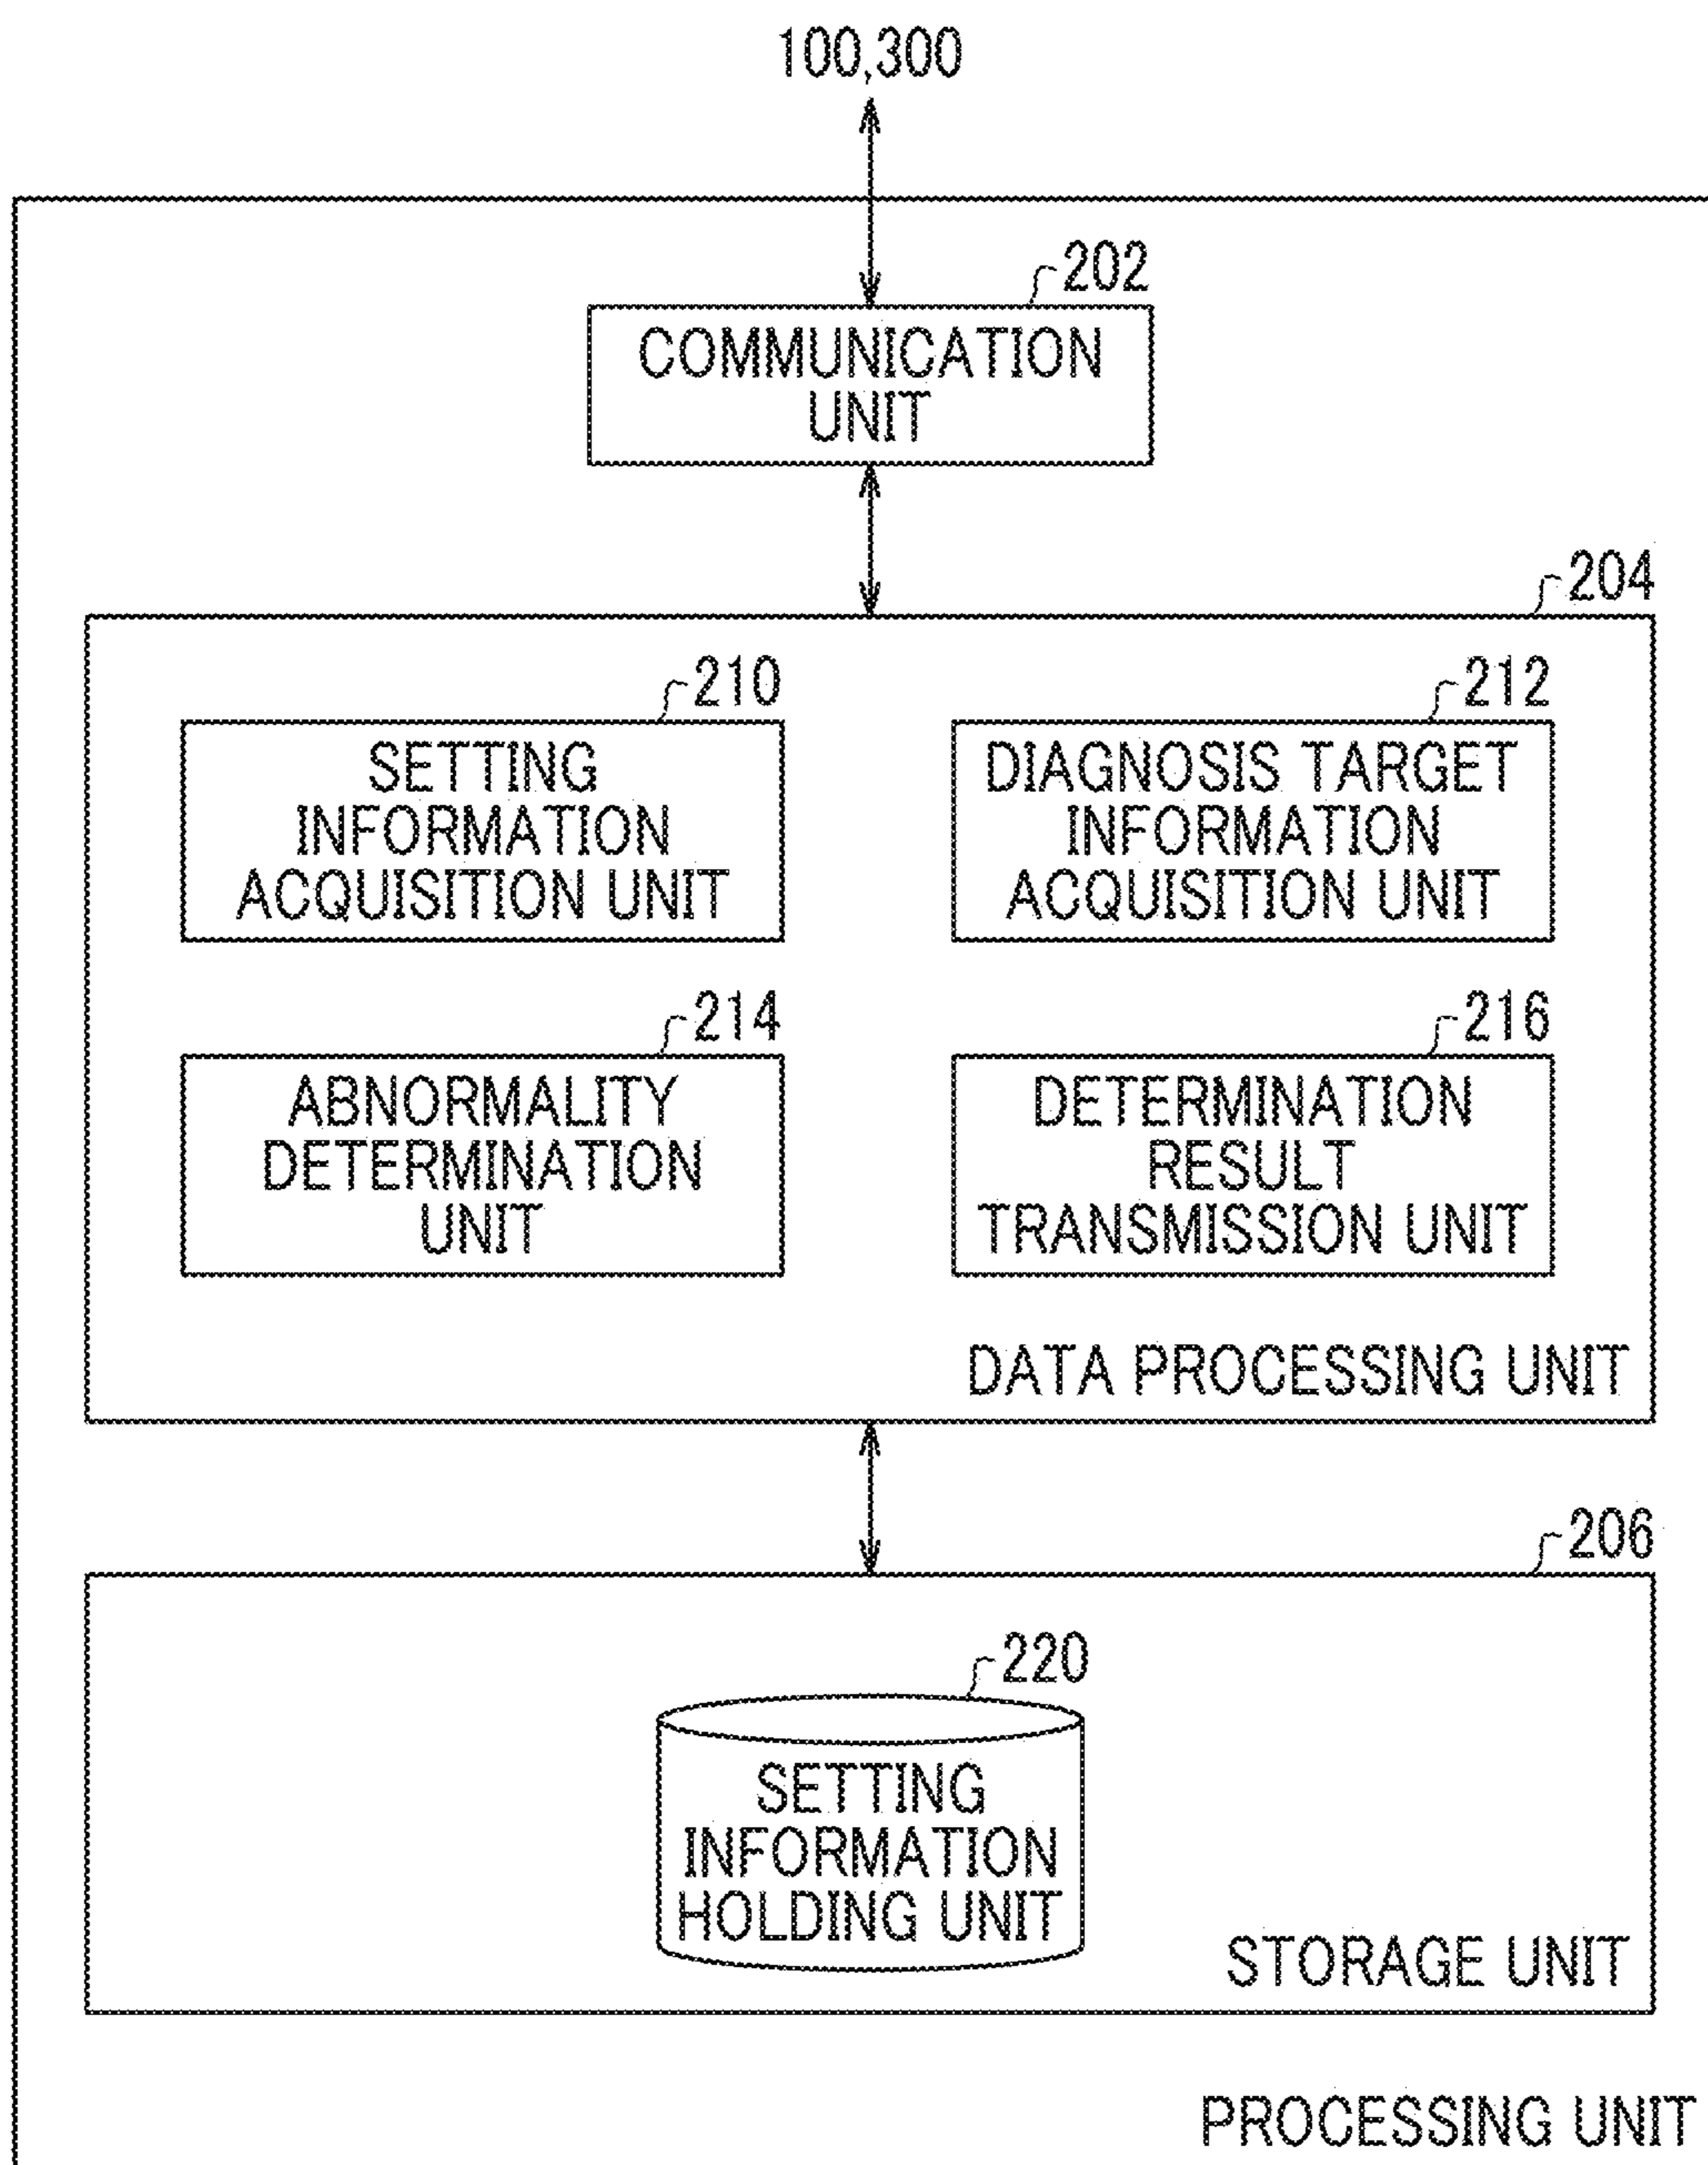 100,300
202
COMMUNICATION
UNIT
204
210
SETTING
INFORMATION
ACQUISITION UNIT
212
DIAGNOSIS TARGET
INFORMATION
ACQUISITION UNIT
214
ABNORMALITY
DETERMINATION
UNIT
216
DETERMINATION
RESULT
TRANSMISSION UNIT
DATA PROCESSING UNIT
206
220
SETTING
INFORMATION
HOLDING UNIT
STORAGE UNIT
PROCESSING UNIT